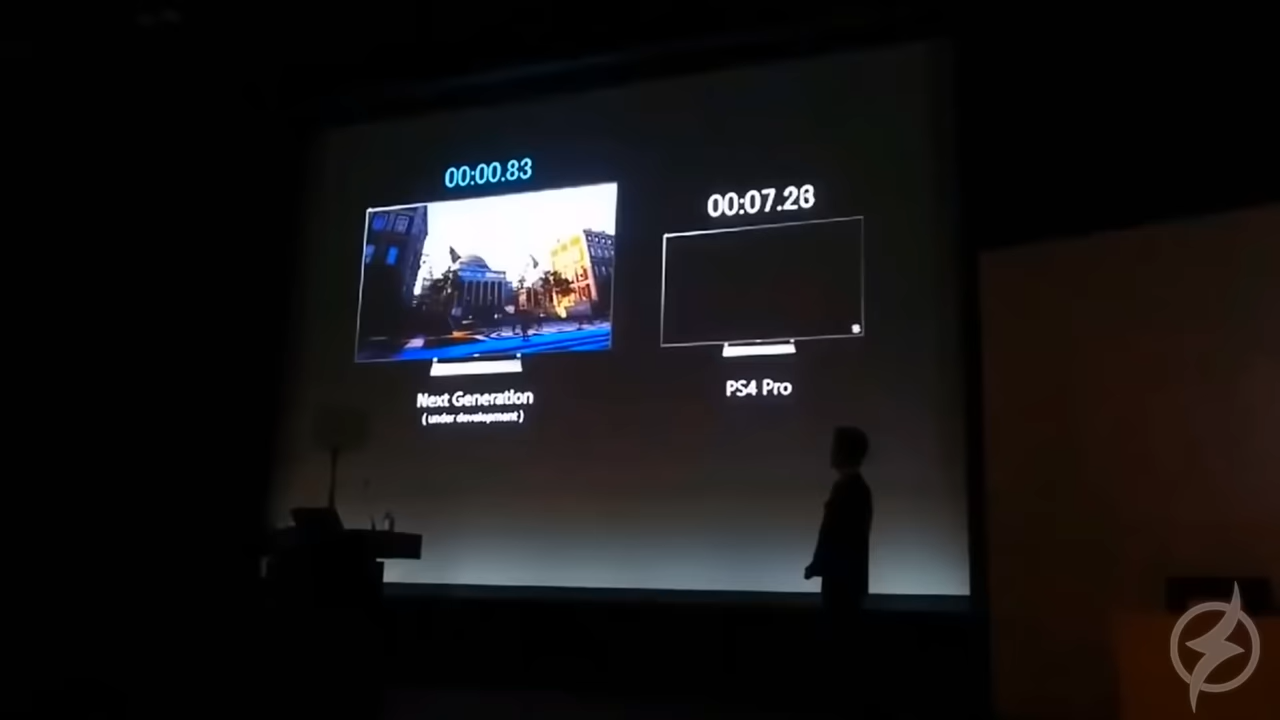 00:00.83
00:07.28
Next Generation
( under development )
PS4 Pro